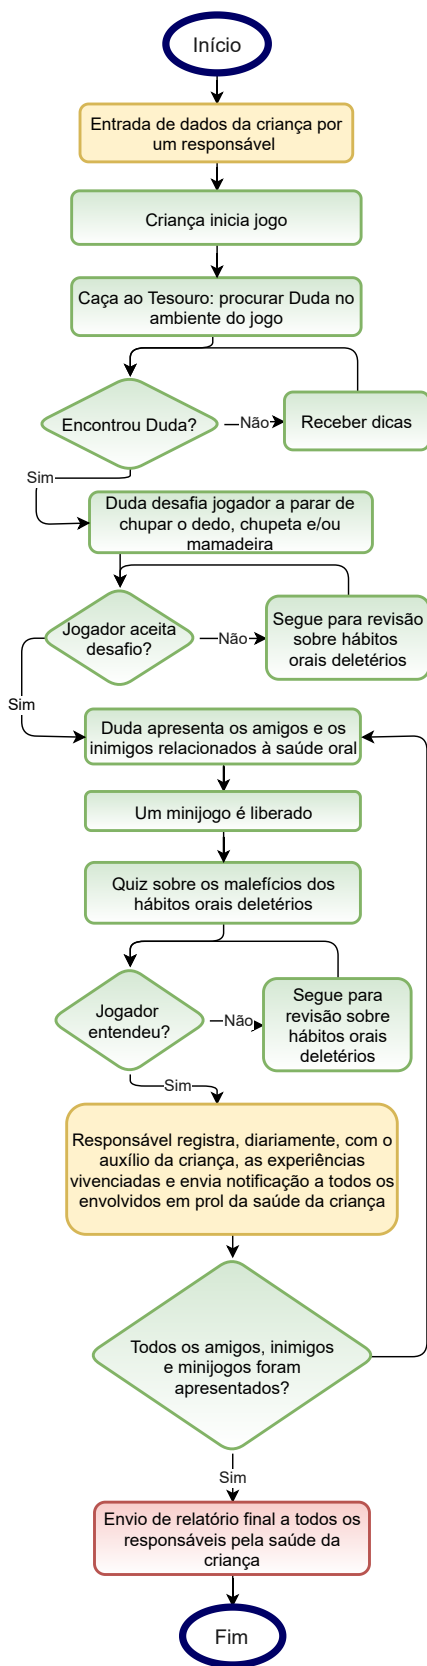 Início
Entrada de dados da criança por
um responsável
Criança inicia jogo
Caça ao Tesouro: procurar Duda no
ambiente do jogo
Encontrou Duda?
Não
Receber dicas
Sim
Duda desafia jogador a parar de
chupar o dedo, chupeta e/ou
mamadeira
Jogador aceita
desafio?
Não
Segue para revisão
sobre hábitos
orais deletérios
Sim
Duda apresenta os amigos e os
inimigos relacionados à saúde oral
Um minijogo é liberado
Quiz sobre os malefícios dos
hábitos orais deletérios
Jogador
entendeu?
Não
Segue para
revisão sobre
hábitos orais
deletérios
Sim
Responsável registra, diariamente, com o
auxílio da criança, as experiências
vivenciadas e envia notificação a todos os
envolvidos em prol da saúde da criança
Todos os amigos, inimigos
e minijogos foram
apresentados?
Sim
Envio de relatório final a todos os
responsáveis pela saúde da
criança
Fim